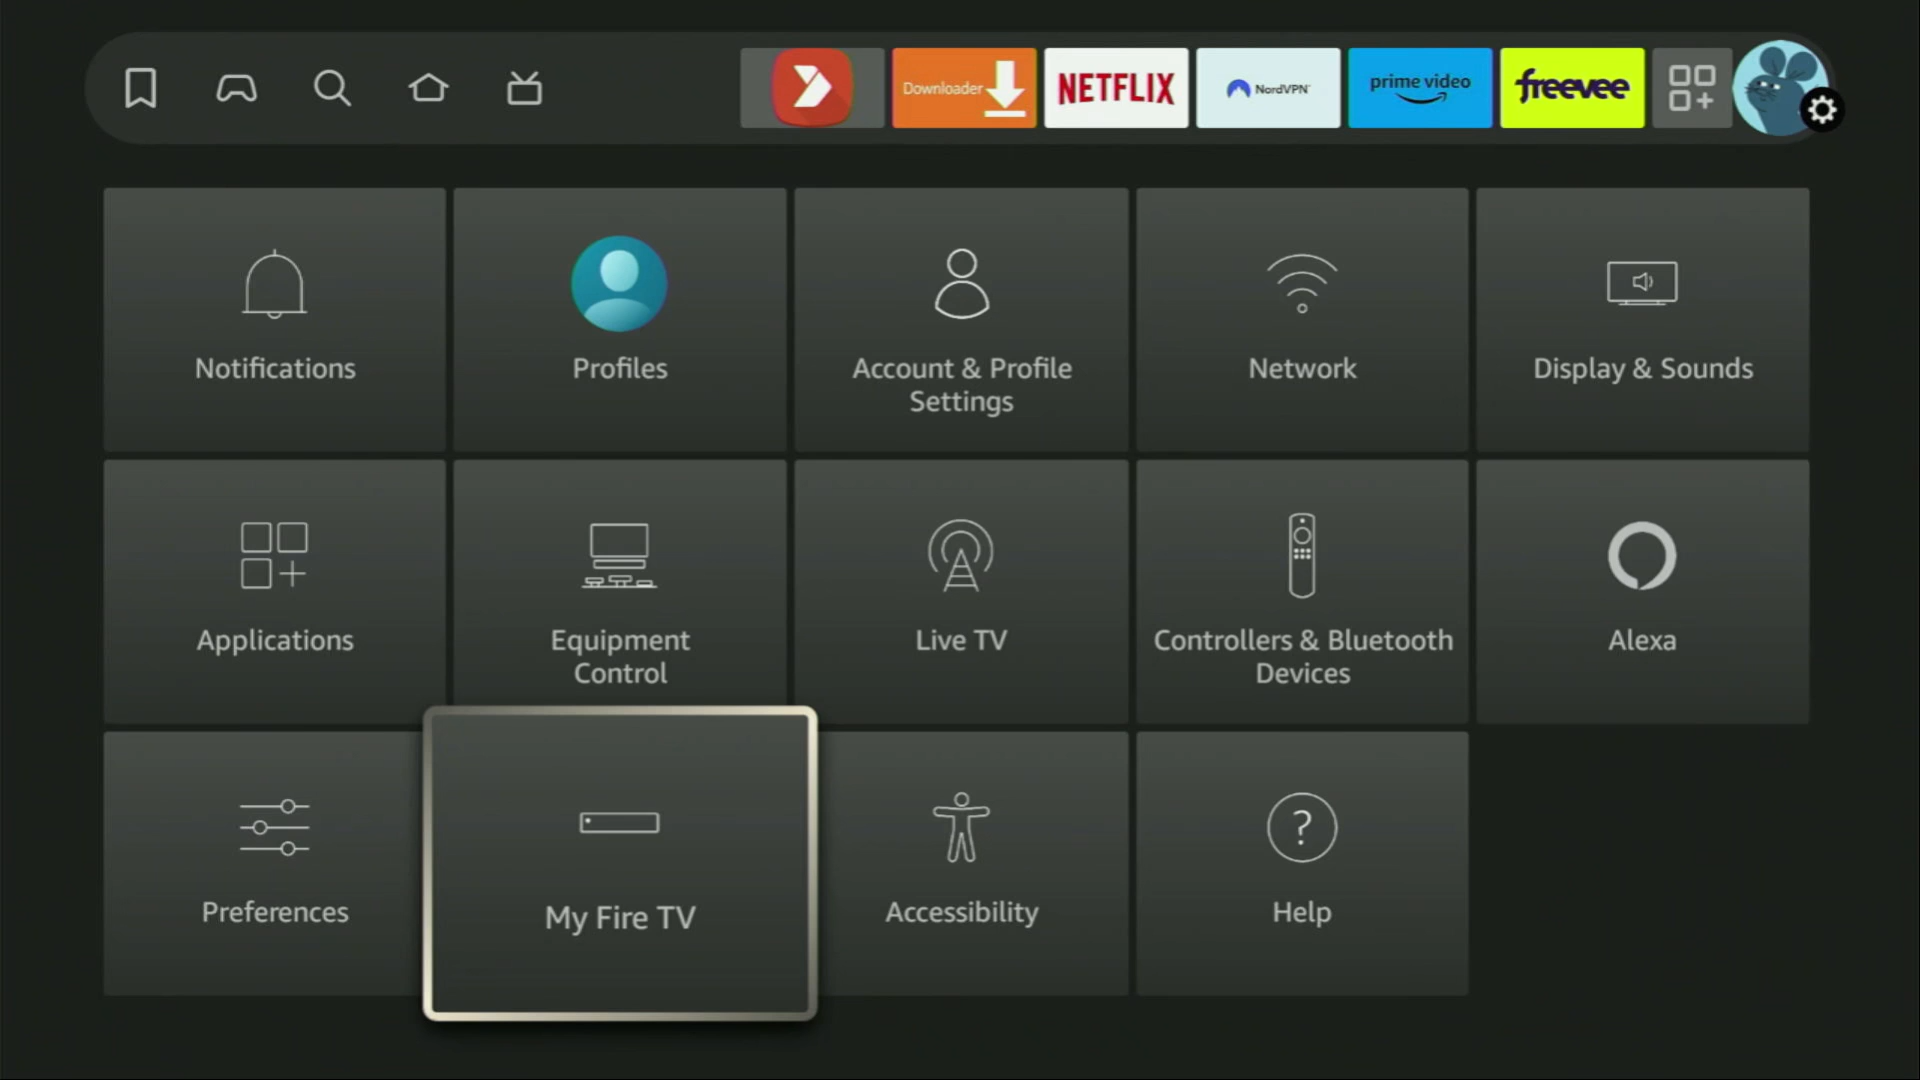 Downloader
NETFLIX
NordVPN
prime video
freevee
Notifications
Profiles
Account & Profile
Settings
Network
Display & Sounds
Applications
Equipment
Control
Live TV
Controllers & Bluetooth
Devices
Alexa
Preferences
My Fire TV
Accessibility
?
Help